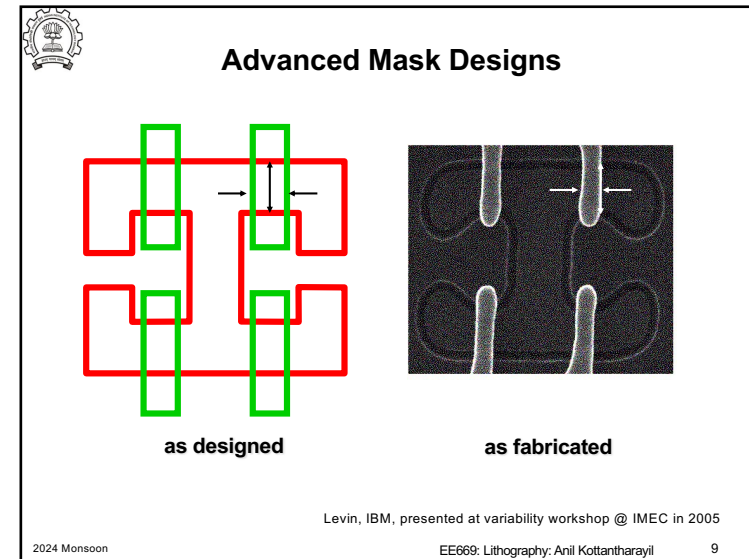 Advanced Mask Designs
as designed
as fabricated
Levin, IBM, presented at variability workshop @ IMEC in 2005
2024 Monsoon
EE669: Lithography: Anil Kottantharayil
9